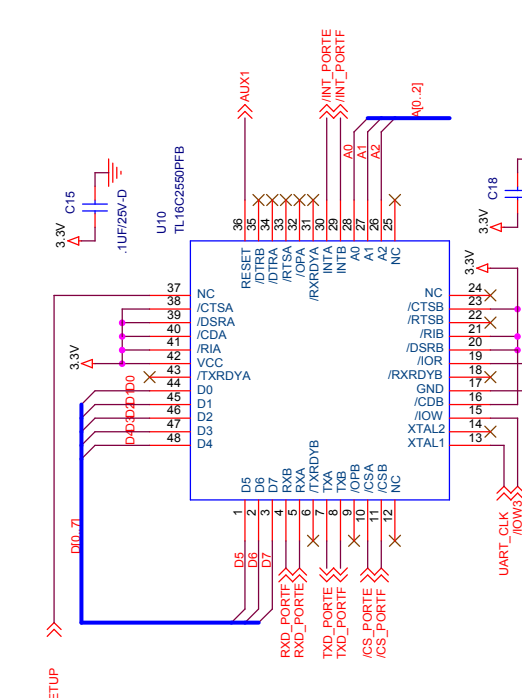 AUX1
/INT_PORTE
/INT_PORTF
A[0..2]
A0
A1
A2
3.3V
C15
.1UF/25V-D
U10
TL16C2550PFB
3.3V
C18
36
35
34
33
32
31
30
29
28
27
26
25
RESET
/DTRB
/DTRA
/RTSA
/OPA
/RXRDYA
INTA
INTB
A0
A1
A2
NC
37 NC
38 /CTSA
39 /DSRA
40 /CDA
41 /RIA
42 VCC
43 /TXRDYA
44 D0
45 D1
46 D2
47 D3
48 D4
3.3V
D0
D1
D2
D3
D4
D[0..7]
3.3V
NC 24
/CTSB 23
/RTSB 22
/RIB 21
/DSRB 20
/IOR 19
/RXRDYB 18
GND 17
/CDB 16
/IOW 15
XTAL2 14
XTAL1 13
D5
D6
D7
RXB
RXA
/TXRDYB
TXA
TXB
/OPB
/CSA
/CSB
NC
1
2
3
4
5
6
7
8
9
10
11
12
D5
D6
D7
RXD_PORTF
RXD_PORTE
TXD_PORTE
TXD_PORTF
/CS_PORTE
/CS_PORTF
UART_CLK
/IOW3
ETUP